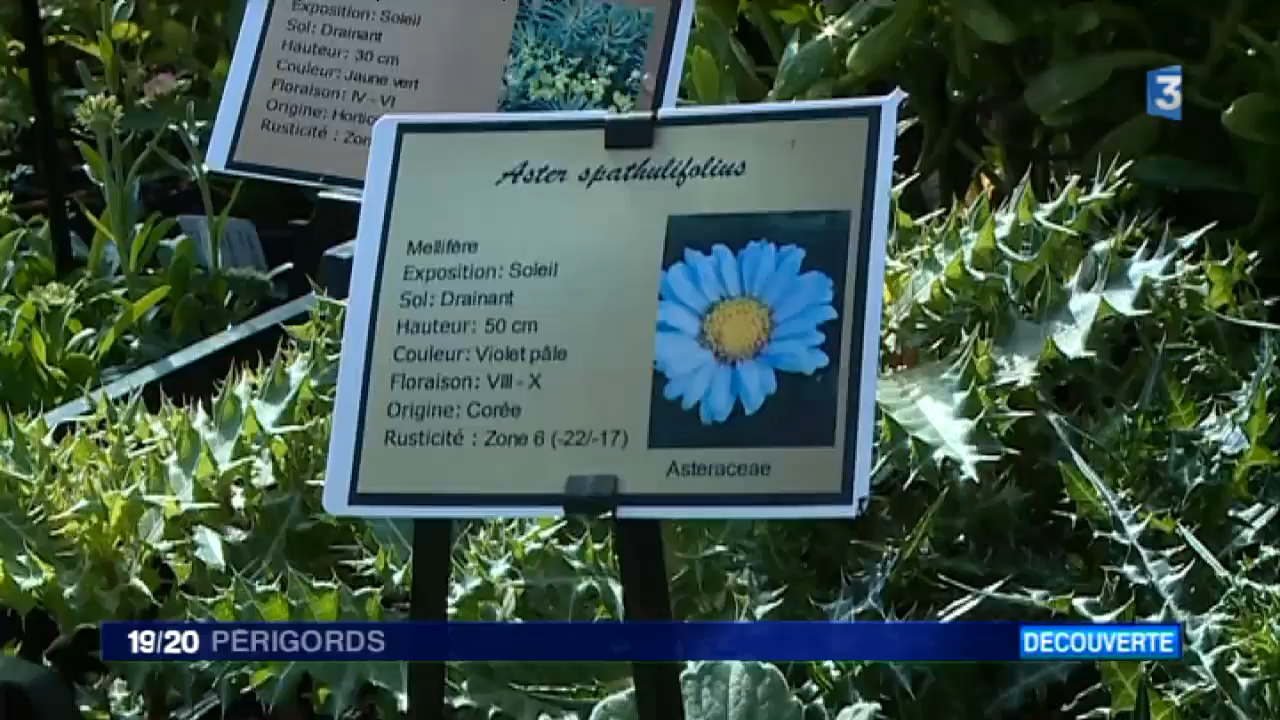 Exposition: Soleil
Sol: Drainant
Hauteur: 30 cm
Couleur: Jaune vert
Floraison: IV - VI
Origine:
Rusticité :
3
Aster spathulifolius
Mellifère
Exposition: Soleil
Sol: Drainant
Hauteur: 50 cm
Couleur: Violet pâle
Floraison: VIII - X
Origine: Corée
Rusticité : Zone 6 (-22/-17)
Asteraceae
19/20 PÉRIGORDS
DECOUVERTE